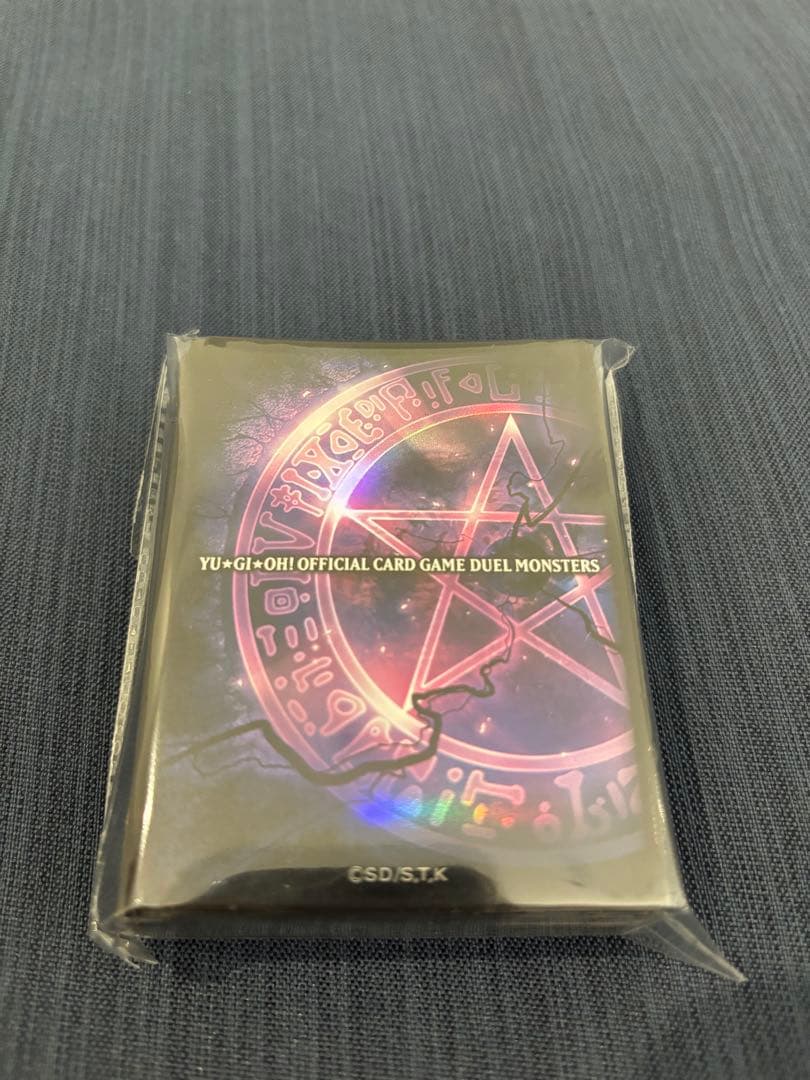 YU★GI★OH! OFFICIAL CARD GAME DUEL MONSTERS
©SD/S,T,K